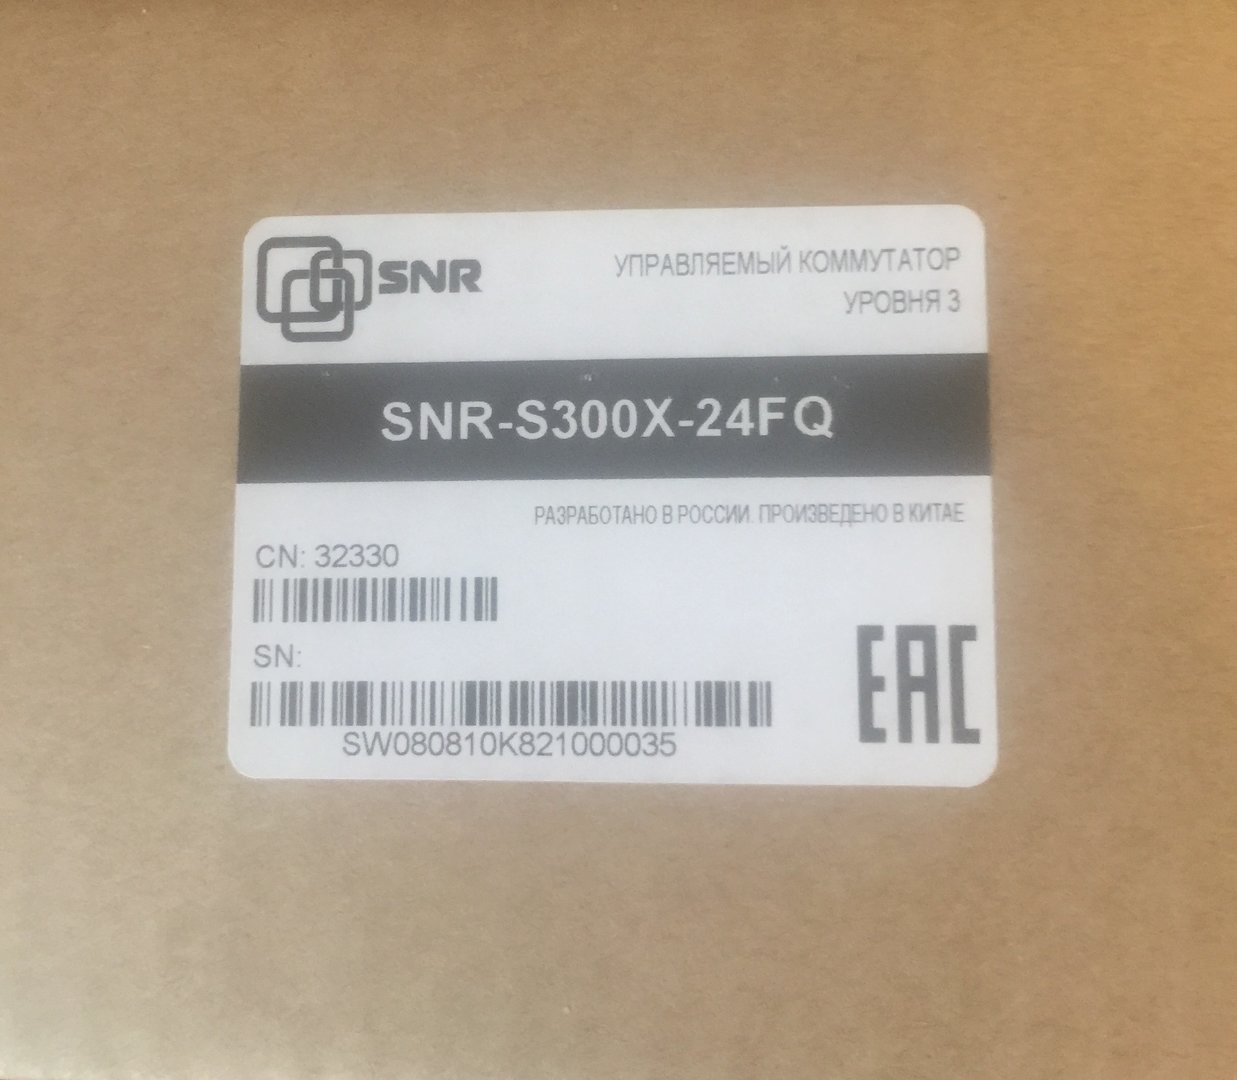 SNR
УПРАВЛЯЕМЫЙ КОММУТАТОР
УРОВНЯ 3
SNR-S300X-24FQ
РАЗРАБОТАНО В РОССИИ. ПРОИЗВЕДЕНО В КИТАЕ
CN: 32330
SN:
SW080810K821000035
EAC